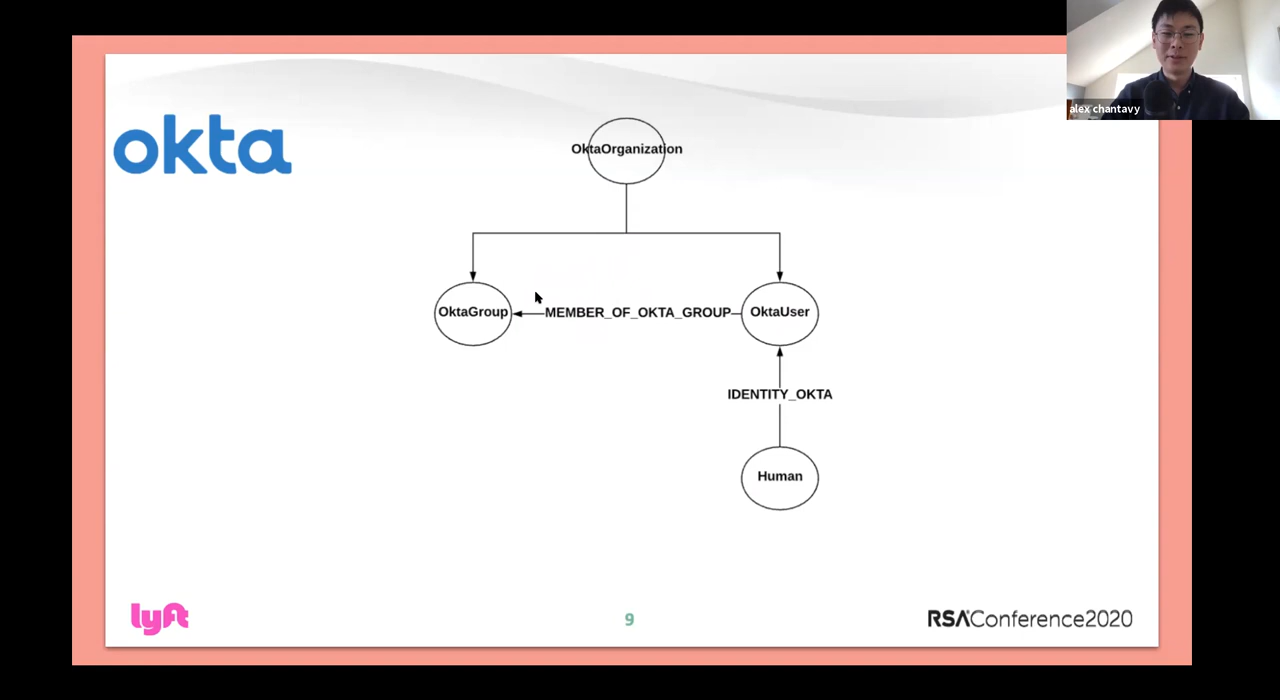 alex chantavy
okta
OktaOrganization
OktaGroup
MEMBER_OF_OKTA_GROUP
OktaUser
IDENTITY_OKTA
Human
lyft
9
RSAConference2020